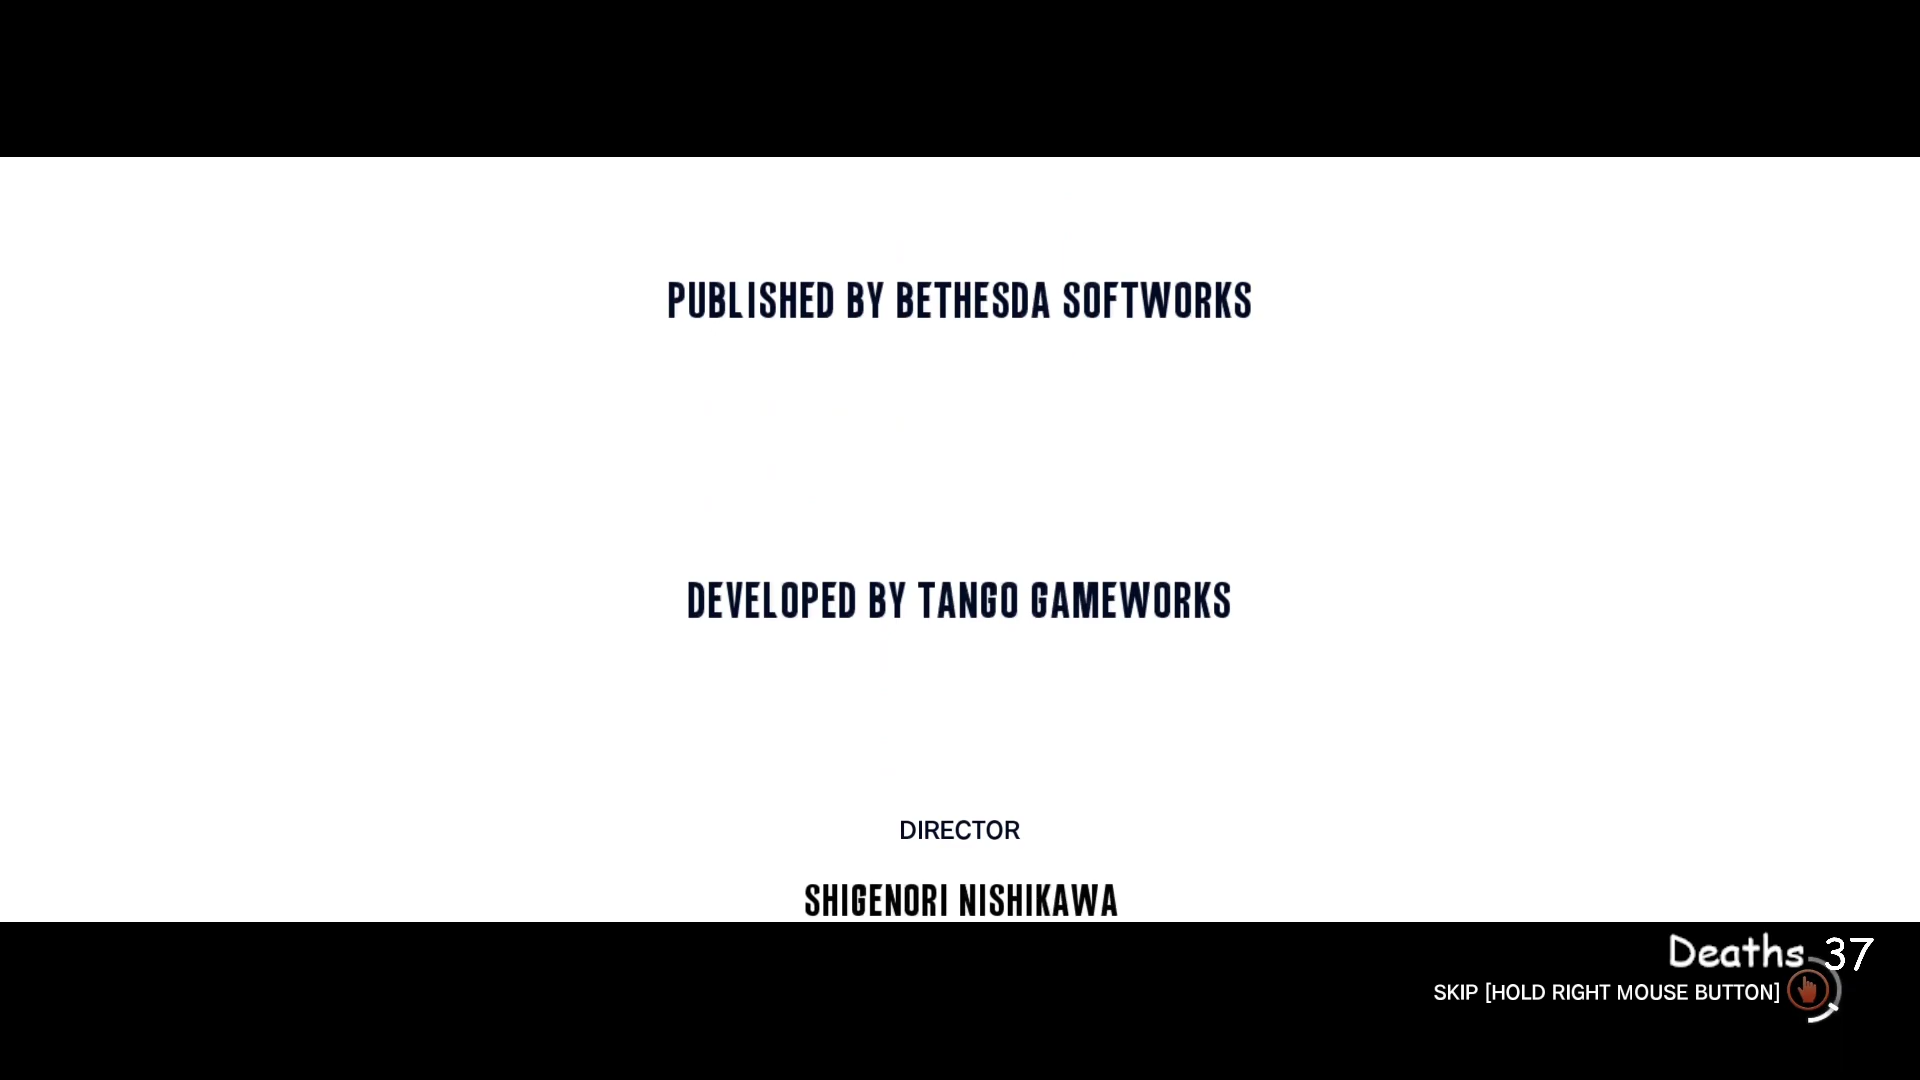 PUBLISHED BY BETHESDA SOFTWORKS
DEVELOPED BY TANGO GAMEWORKS
DIRECTOR
SHIGENORI NISHIKAWA
Deaths 37
SKIP [HOLD RIGHT MOUSE BUTTON]